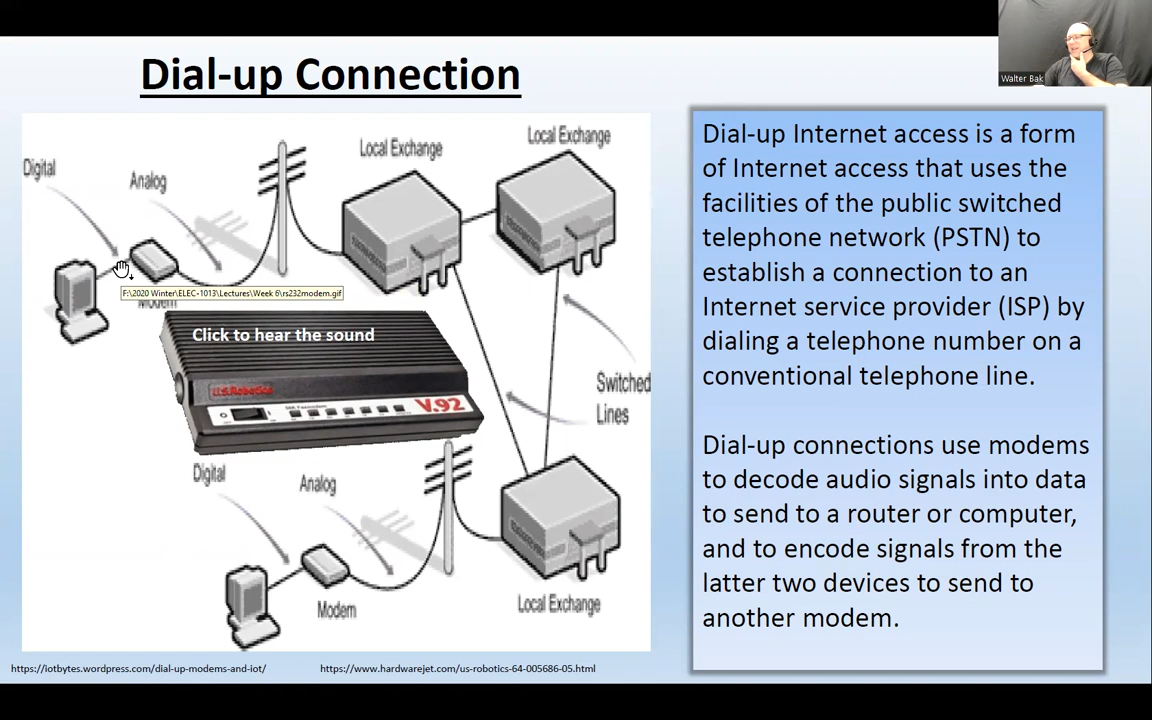 Dial-up Connection
Walter Bak
Digital
Analog
Local Exchange
Local Exchange
F:\2020 Winter\ELEC-1013\Lectures\Week 6\rs232modem.gif
Click to hear the sound
U.S.Robotics
V.92
Switched
Lines
Digital
Analog
Modem
Local Exchange
Dial-up Internet access is a form
of Internet access that uses the
facilities of the public switched
telephone network (PSTN) to
establish a connection to an
Internet service provider (ISP) by
dialing a telephone number on a
conventional telephone line.
Dial-up connections use modems
to decode audio signals into data
to send to a router or computer,
and to encode signals from the
latter two devices to send to
another modem.
https://iotbytes.wordpress.com/dial-up-modems-and-iot/
https://www.hardwarejet.com/us-robotics-64-005686-05.html